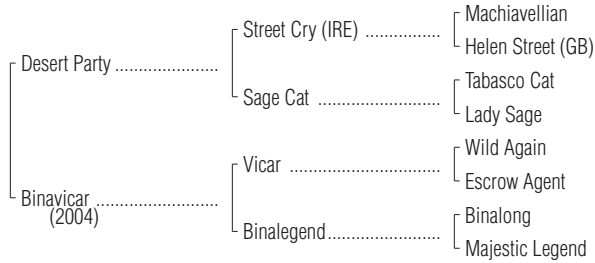 Machiavellian
Street Cry (IRE) ..................
Helen Street (GB)
Desert Party .........................
Tabasco Cat
Sage Cat .............................
Lady Sage
Wild Again
Vicar ....................................
Escrow Agent
Binavicar .............................
(2004)
Binalong
Binalegend...........................
Majestic Legend